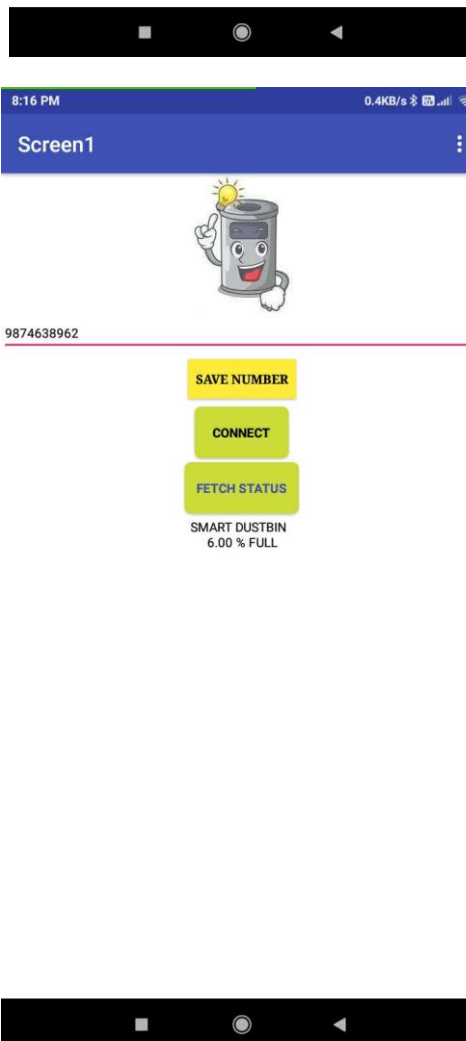 8:16 PM 0.4KB/s
Screen1
9874638962
SAVE NUMBER
CONNECT
FETCH STATUS
SMART DUSTBIN
6.00 % FULL